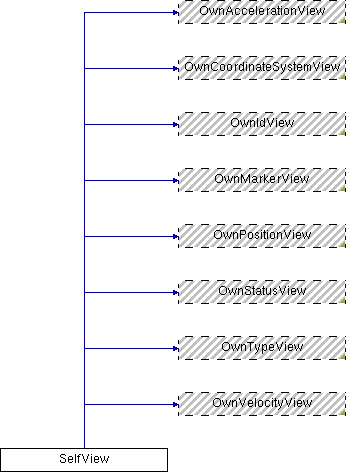 OwnAccelerationView
OwnCoordinateSystemView
OwnIdView
OwnMarkerView
OwnPositionView
OwnStatusView
OwnTypeView
OwnVelocityView
SelfView